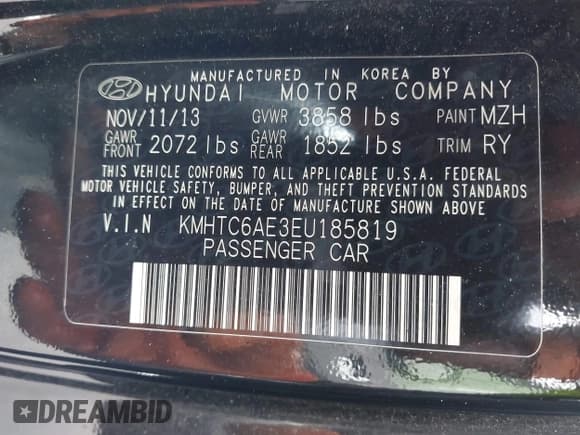 MANUFACTURED IN KOREA BY
HYUNDAI MOTOR COMPANY
NOV/11/13 GVWR 3858 lbs PAINT MZH
GAWR FRONT 2072 lbs GAWR REAR 1852 lbs TRIM RY
THIS VEHICLE CONFORMS TO ALL APPLICABLE U.S.A. FEDERAL
MOTOR VEHICLE SAFETY, BUMPER, AND THEFT PREVENTION STANDARDS
IN EFFECT ON THE DATE OF MANUFACTURE SHOWN ABOVE
V.I.N KMHTC6AE3EU185819
PASSENGER CAR
DREAMBID